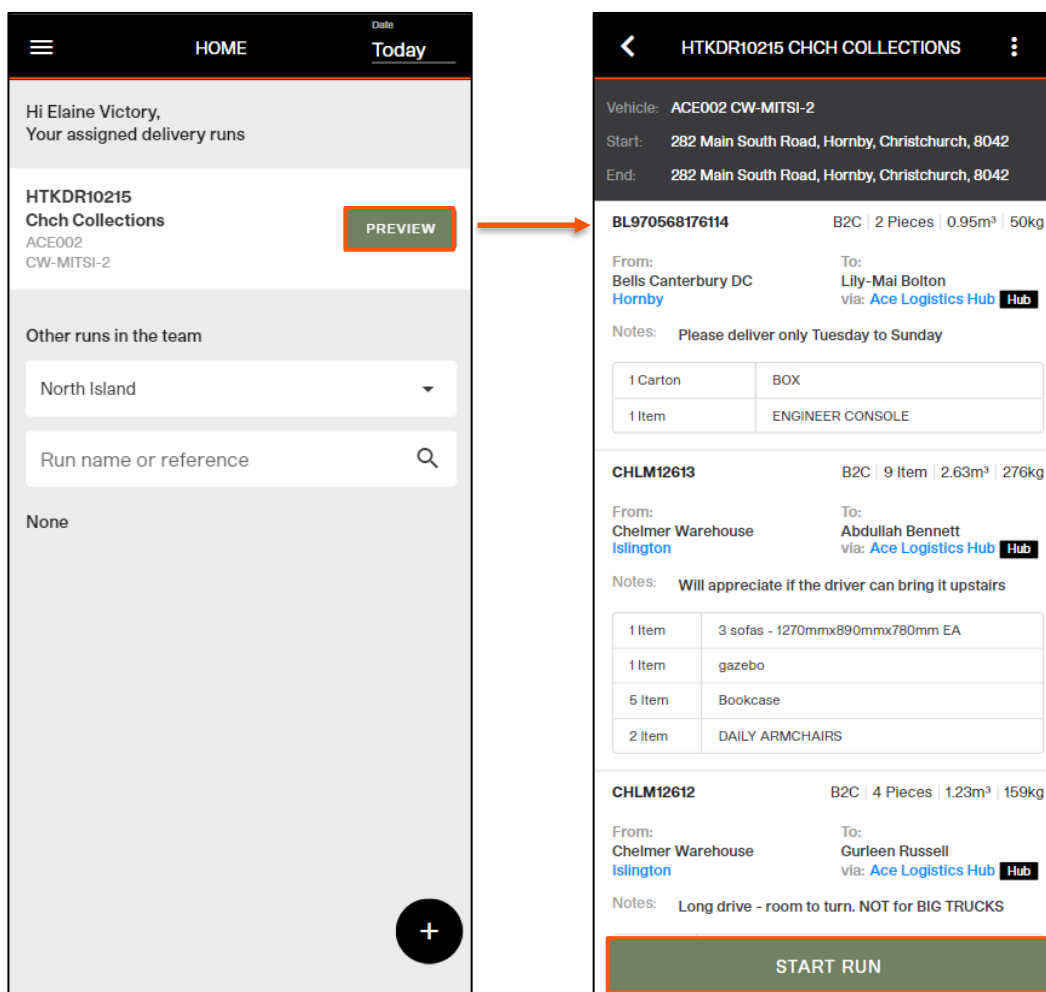 HOME
Date
Today
Hi Elaine Victory,
Your assigned delivery runs
HTKDR10215
Chch Collections
ACE002
CW-MITSI-2
PREVIEW
Other runs in the team
North Island
Run name or reference
None
+
HTKDR10215 CHCH COLLECTIONS
Vehicle: ACE002 CW-MITSI-2
Start: 282 Main South Road, Hornby, Christchurch, 8042
End: 282 Main South Road, Hornby, Christchurch, 8042
BL970568176114 B2C | 2 Pieces | 0.95m³ | 50kg
From: To:
Bells Canterbury DC Lily-Mai Bolton
Hornby via: Ace Logistics Hub Hub
Notes: Please deliver only Tuesday to Sunday
1 Carton BOX
1 Item ENGINEER CONSOLE
CHLM12613 B2C | 9 Item | 2.63m³ | 276kg
From: To:
Chelmer Warehouse Abdullah Bennett
Islington via: Ace Logistics Hub Hub
Notes: Will appreciate if the driver can bring it upstairs
1 Item 3 sofas - 1270mmx890mmx780mm EA
1 Item gazebo
5 Item Bookcase
2 Item DAILY ARMCHAIRS
CHLM12612 B2C | 4 Pieces | 1.23m³ | 159kg
From: To:
Chelmer Warehouse Gurleen Russell
Islington via: Ace Logistics Hub Hub
Notes: Long drive - room to turn. NOT for BIG TRUCKS
START RUN